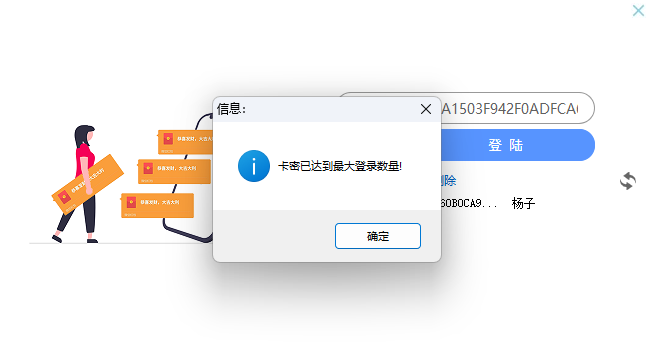 信息:
卡密已达到最大登录数量!
确定
A1503F942F0ADFCA
登 陆
除
60B0CA9... 杨子
恭喜发财，大吉大利
恭喜发财，大吉大利
恭喜发财，大吉大利
恭喜发财，大吉大利